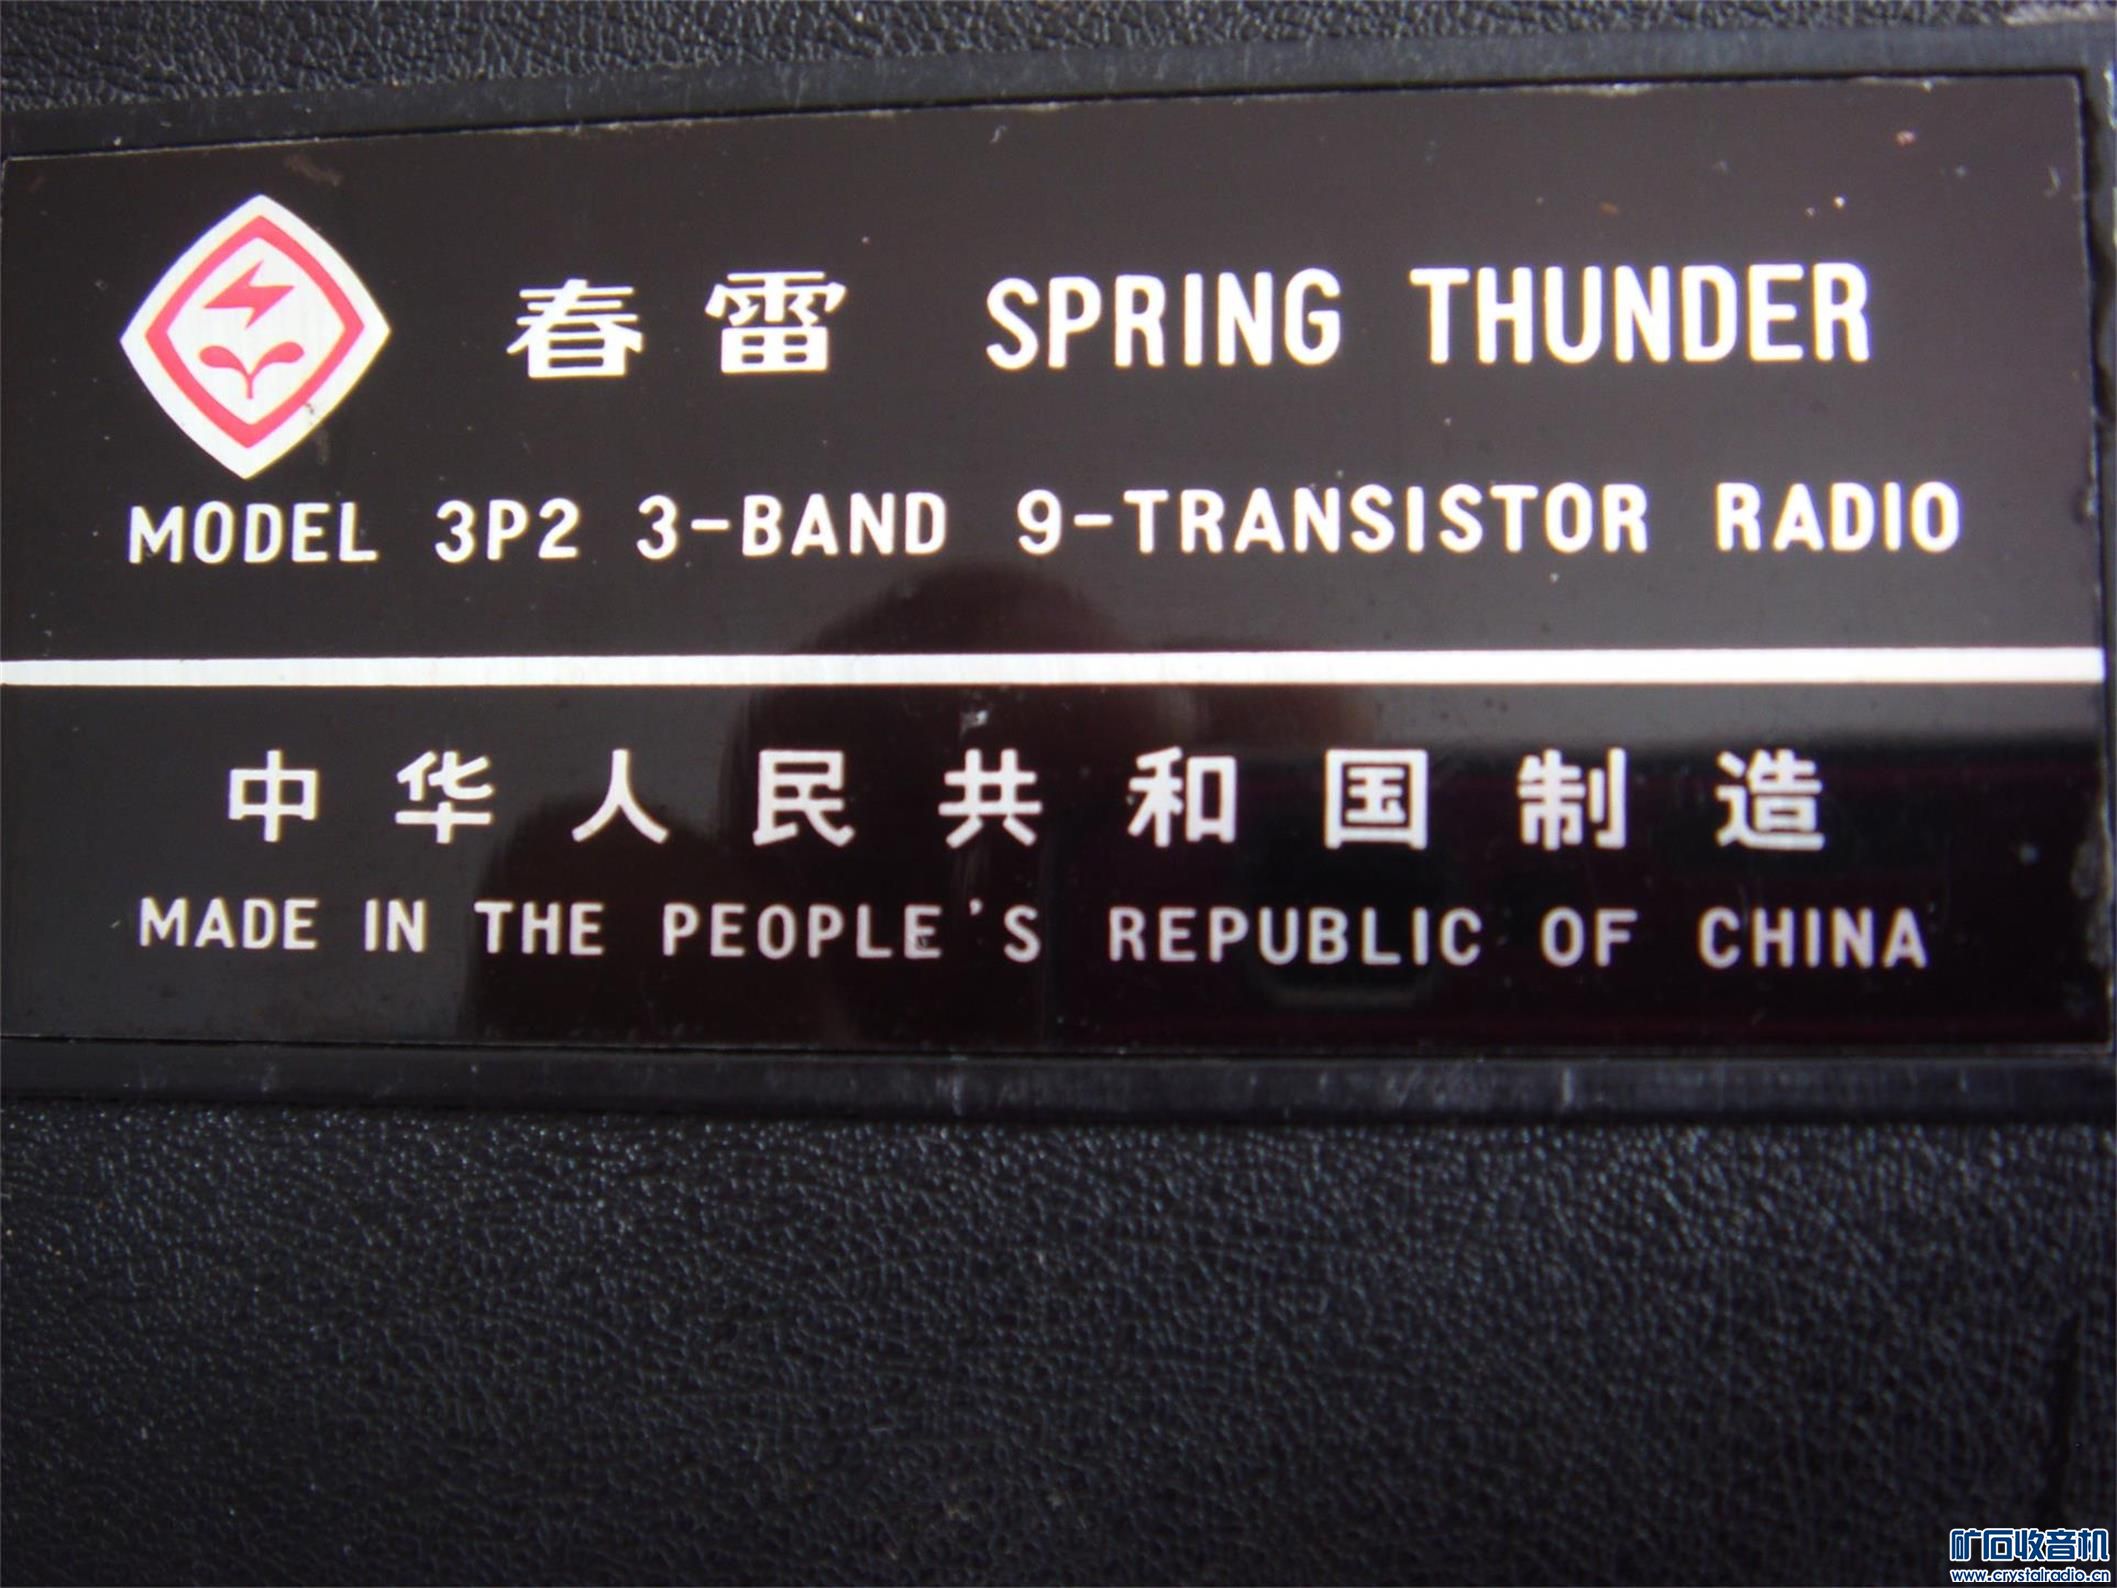 春雷 SPRING THUNDER
MODEL 3P2 3-BAND 9-TRANSISTOR RADIO
中华人民共和国制造
MADE IN THE PEOPLE'S REPUBLIC OF CHINA
矿石收音机
www.crystalradio.cn